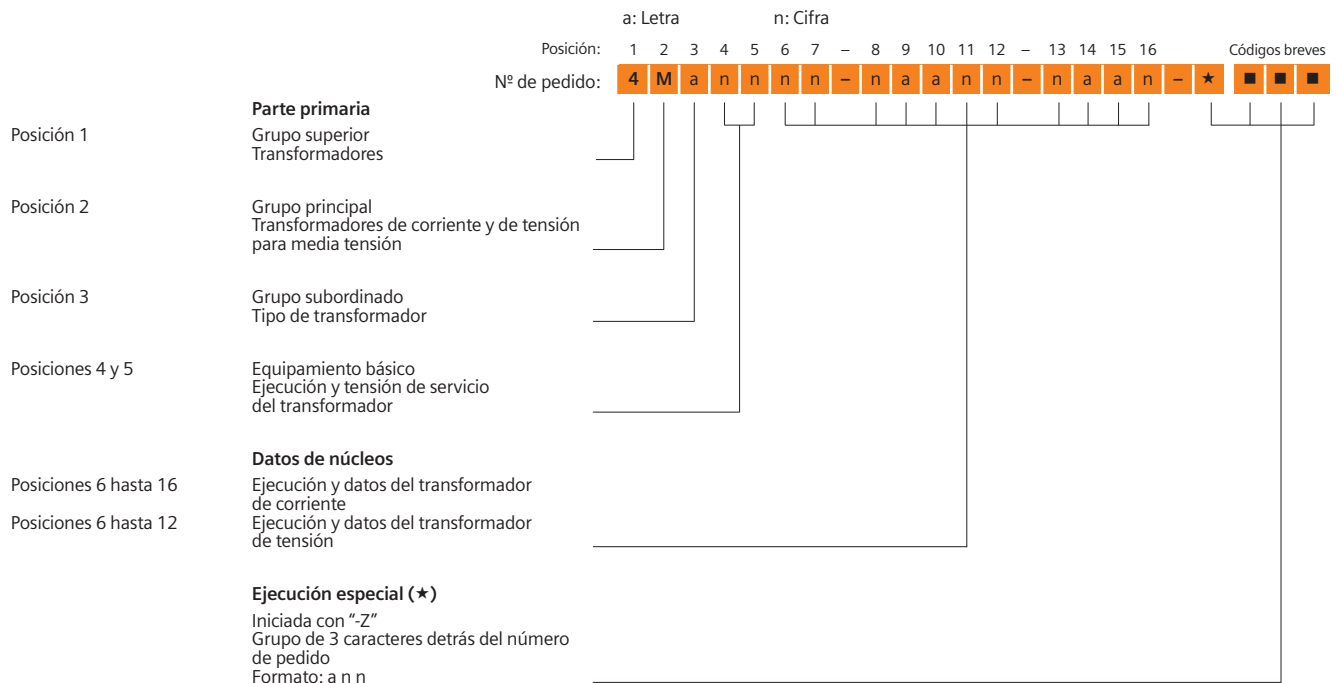 a: Letra n: Cifra
Posición: 1 2 3 4 5 6 7 – 8 9 10 11 12 – 13 14 15 16 Códigos breves
Nº de pedido: 4 M a n n n n – n a a n n – n a a n – ★ ■ ■ ■
Parte primaria
Posición 1 Grupo superior
Transformadores
Posición 2 Grupo principal
Transformadores de corriente y de tensión
para media tensión
Posición 3 Grupo subordinado
Tipo de transformador
Posiciones 4 y 5 Equipamiento básico
Ejecución y tensión de servicio
del transformador
Datos de núcleos
Posiciones 6 hasta 16 Ejecución y datos del transformador
de corriente
Posiciones 6 hasta 12 Ejecución y datos del transformador
de tensión
Ejecución especial (★)
Iniciada con "-Z"
Grupo de 3 caracteres detrás del número
de pedido
Formato: a n n